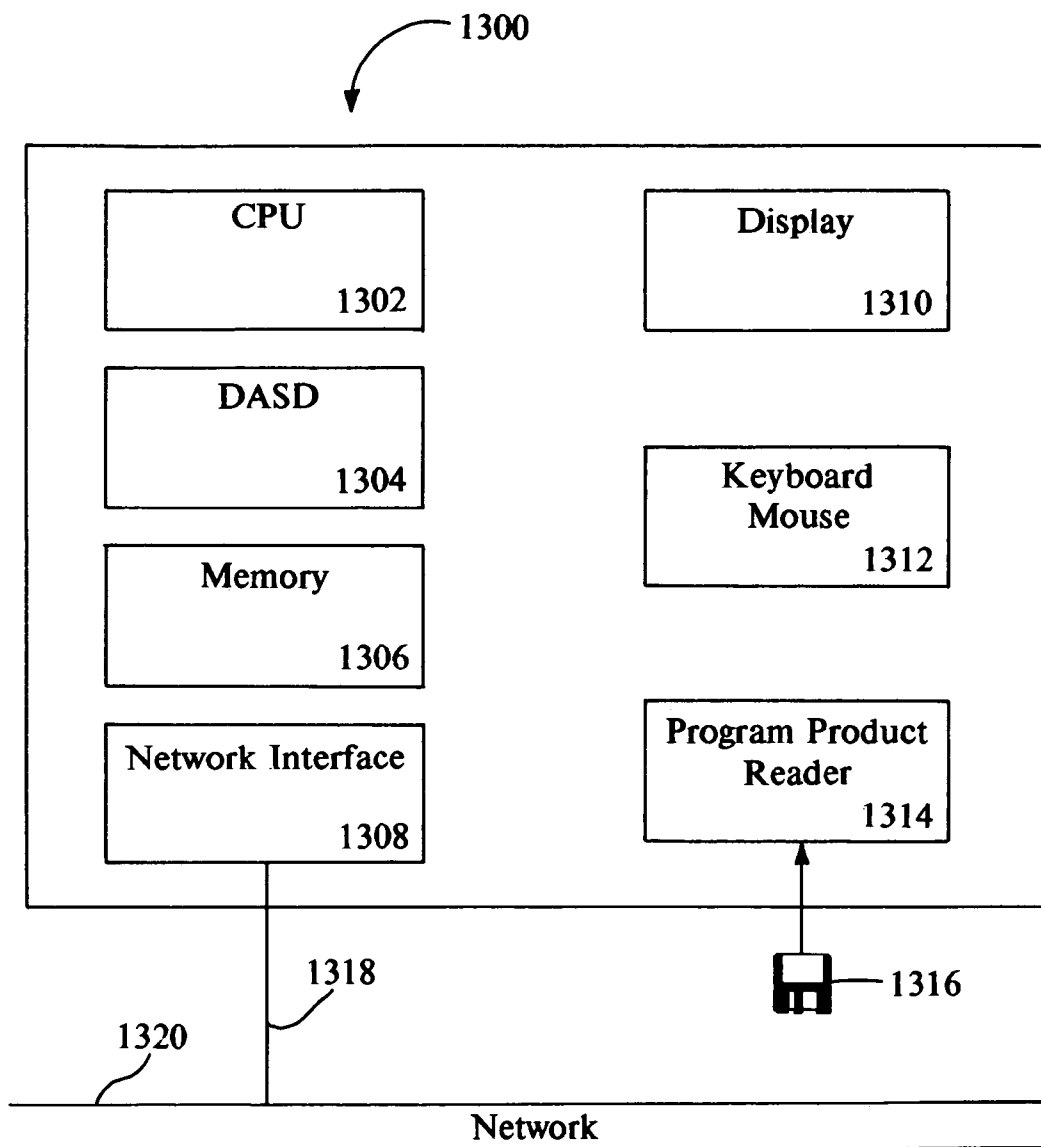 1300
CPU
1302
Display
1310
DASD
1304
Keyboard
Mouse
1312
Memory
1306
Network Interface
1308
Program Product
Reader
1314
1318
1316
1320
Network